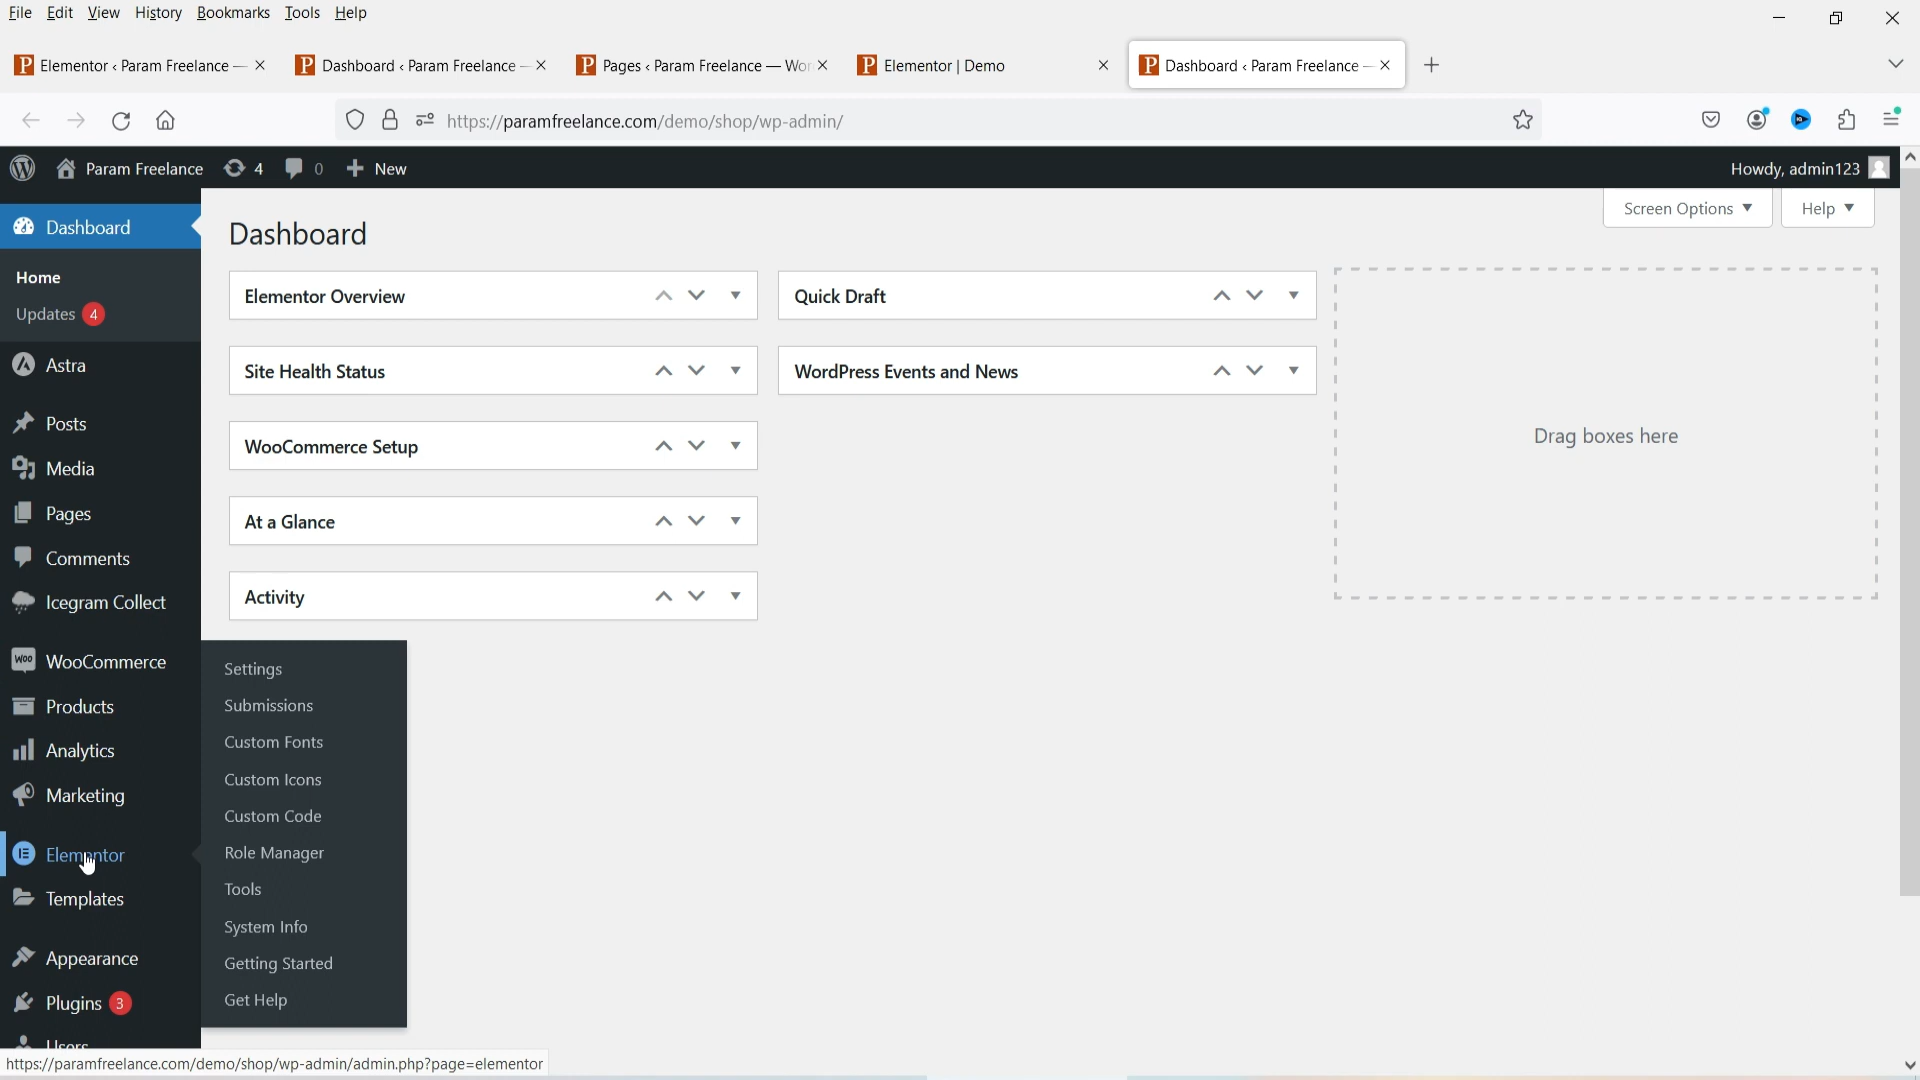 File Edit View History Bookmarks Tools Help
Elementor ‹ Param Freelance — Dashboard ‹ Param Freelance – Pages ‹ Param Freelance — Wor Elementor | Demo Dashboard ‹ Param Freelance –
https://paramfreelance.com/demo/shop/wp-admin/
Param Freelance 4 0 New Howdy, admin123
Screen Options Help
Dashboard
Home
Updates 4
Astra
Posts
Media
Pages
Comments
Icegram Collect
WooCommerce
Products
Analytics
Marketing
Elementor
Templates
Appearance
Plugins 3
Users
Dashboard
Elementor Overview
Site Health Status
WooCommerce Setup
At a Glance
Activity
Quick Draft
WordPress Events and News
Drag boxes here
Settings
Submissions
Custom Fonts
Custom Icons
Custom Code
Role Manager
Tools
System Info
Getting Started
Get Help
https://paramfreelance.com/demo/shop/wp-admin/admin.php?page=elementor